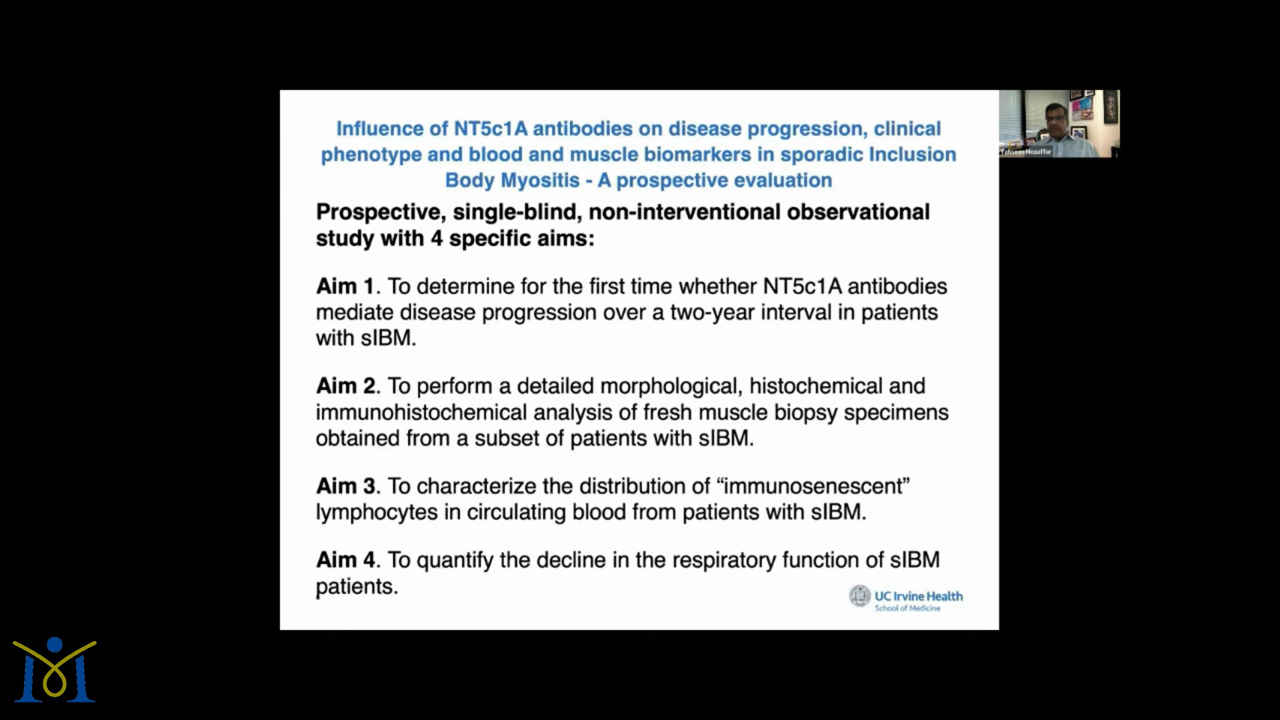 Influence of NT5c1A antibodies on disease progression, clinical
phenotype and blood and muscle biomarkers in sporadic Inclusion
Body Myositis - A prospective evaluation
Prospective, single-blind, non-interventional observational
study with 4 specific aims:
Aim 1. To determine for the first time whether NT5c1A antibodies
mediate disease progression over a two-year interval in patients
with sIBM.
Aim 2. To perform a detailed morphological, histochemical and
immunohistochemical analysis of fresh muscle biopsy specimens
obtained from a subset of patients with sIBM.
Aim 3. To characterize the distribution of “immunosenescent”
lymphocytes in circulating blood from patients with sIBM.
Aim 4. To quantify the decline in the respiratory function of sIBM
patients.
UC Irvine Health
School of Medicine
Tahseen Mozaffar